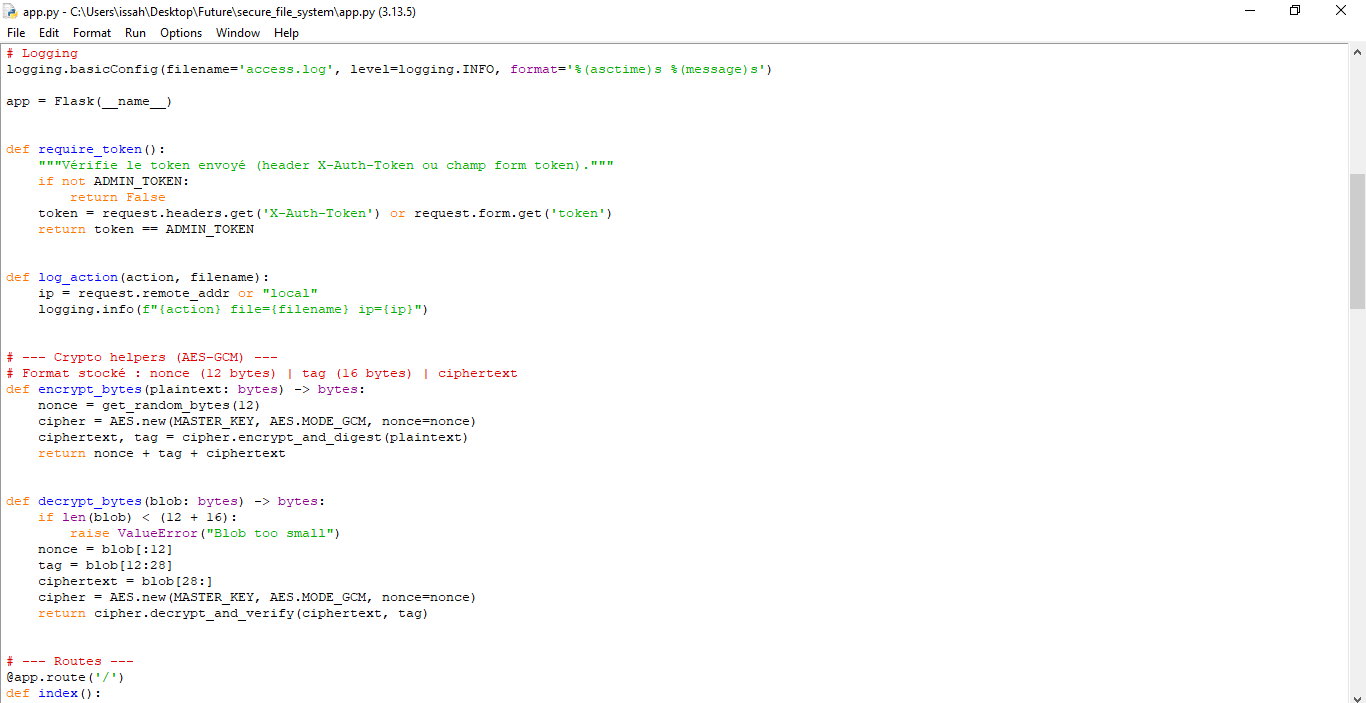 app.py - C:\Users\issah\Desktop\Future\secure_file_system\app.py (3.13.5)
File Edit Format Run Options Window Help
# Logging
logging.basicConfig(filename='access.log', level=logging.INFO, format='%(asctime)s %(message)s')
app = Flask(__name__)
def require_token():
    """Vérifie le token envoyé (header X-Auth-Token ou champ form token)."""
    if not ADMIN_TOKEN:
        return False
    token = request.headers.get('X-Auth-Token') or request.form.get('token')
    return token == ADMIN_TOKEN
def log_action(action, filename):
    ip = request.remote_addr or "local"
    logging.info(f"{action} file={filename} ip={ip}")
# --- Crypto helpers (AES-GCM) ---
# Format stocké : nonce (12 bytes) | tag (16 bytes) | ciphertext
def encrypt_bytes(plaintext: bytes) -> bytes:
    nonce = get_random_bytes(12)
    cipher = AES.new(MASTER_KEY, AES.MODE_GCM, nonce=nonce)
    ciphertext, tag = cipher.encrypt_and_digest(plaintext)
    return nonce + tag + ciphertext
def decrypt_bytes(blob: bytes) -> bytes:
    if len(blob) < (12 + 16):
        raise ValueError("Blob too small")
    nonce = blob[:12]
    tag = blob[12:28]
    ciphertext = blob[28:]
    cipher = AES.new(MASTER_KEY, AES.MODE_GCM, nonce=nonce)
    return cipher.decrypt_and_verify(ciphertext, tag)
# --- Routes ---
@app.route('/')
def index():